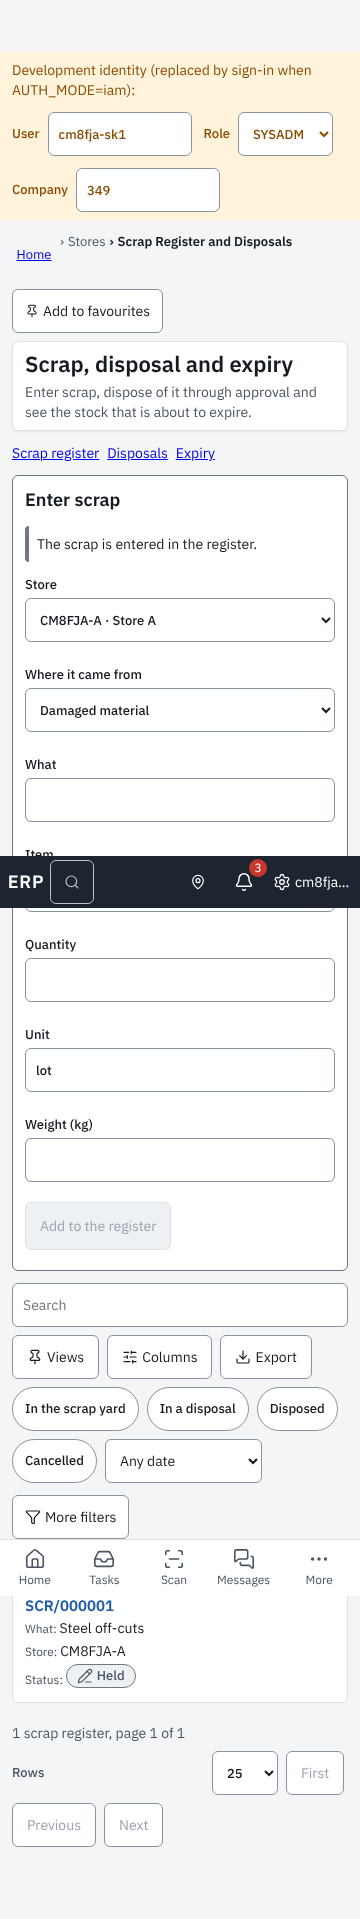 Development identity (replaced by sign-in when
AUTH_MODE=iam):
User cm8fja-sk1 Role SYSADM
Company 349
Home › Stores › Scrap Register and Disposals
Add to favourites
Scrap, disposal and expiry
Enter scrap, dispose of it through approval and
see the stock that is about to expire.
Scrap register Disposals Expiry
Enter scrap
The scrap is entered in the register.
Store
CM8FJA-A · Store A
Where it came from
Damaged material
What
Item
ERP 3 cm8fja...
Quantity
Unit
lot
Weight (kg)
Add to the register
Search
Views Columns Export
In the scrap yard In a disposal Disposed
Cancelled Any date
More filters
Home Tasks Scan Messages More
SCR/000001
What: Steel off-cuts
Store: CM8FJA-A
Status: Held
1 scrap register, page 1 of 1
Rows 25 First
Previous Next